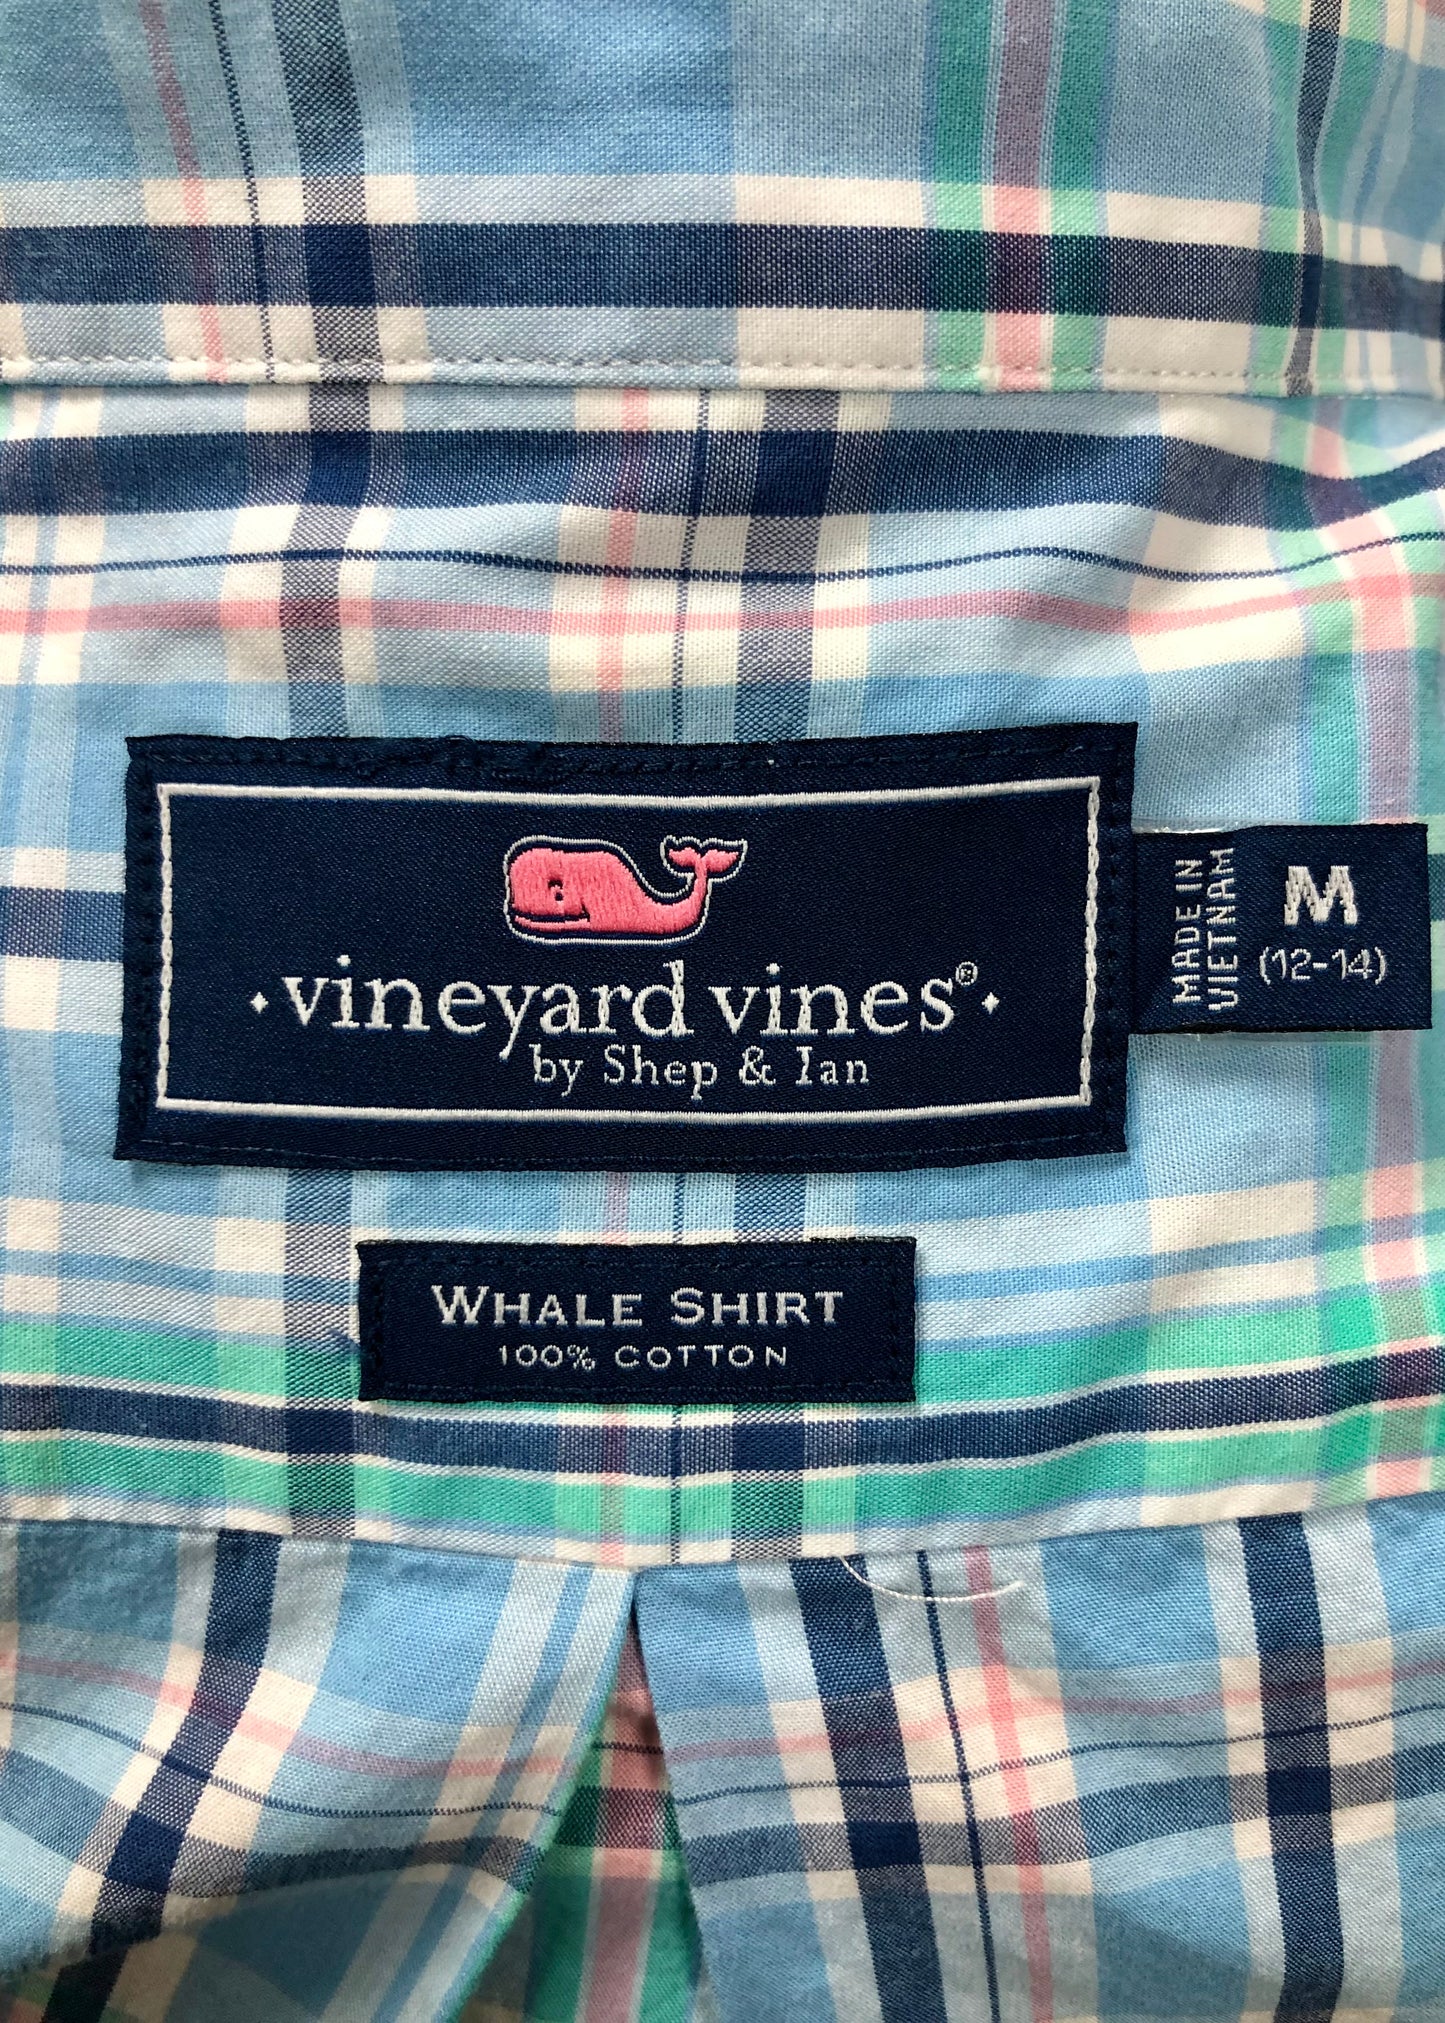 vineyard vines®
by Shep & Ian
MADE IN
VIETNAM
M
(12-14)
WHALE SHIRT
100% COTTON